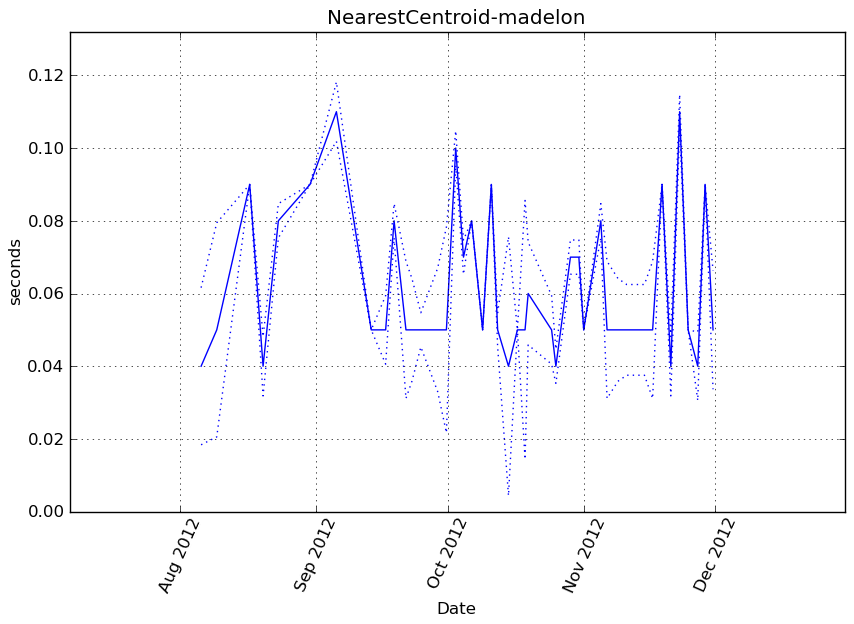 NearestCentroid-madelon
0.12
0.10
0.08
0.06
0.04
0.02
0.00
seconds
Aug 2012
Sep 2012
Oct 2012
Nov 2012
Dec 2012
Date